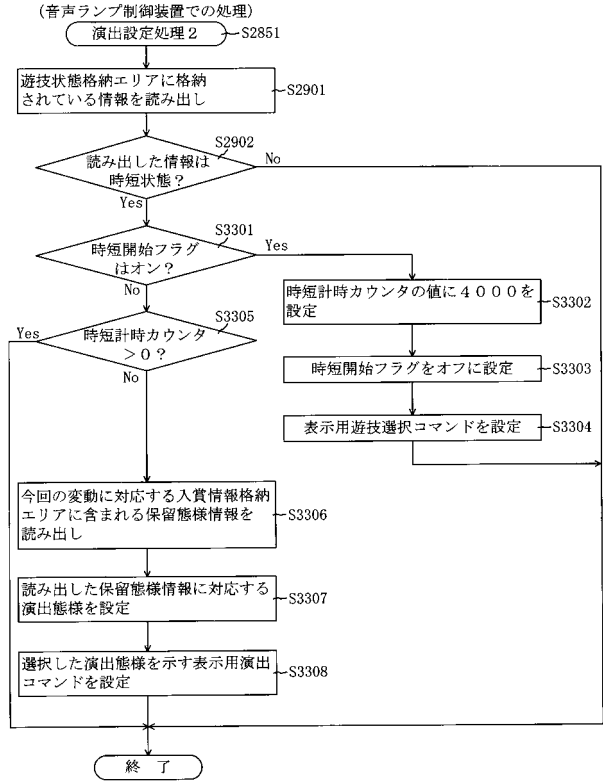 (音声ランプ制御装置での処理)
演出設定処理２
S2851
遊技状態格納エリアに格納
されている情報を読み出し
S2901
S2902
読み出した情報は
時短状態？
No
Yes
S3301
時短開始フラグ
はオン？
Yes
No
時短計時カウンタの値に４０００を
設定
S3302
S3305
Yes
時短計時カウンタ
＞０？
No
時短開始フラグをオフに設定
S3303
表示用遊技選択コマンドを設定
S3304
今回の変動に対応する入賞情報格納
エリアに含まれる保留態様情報を
読み出し
S3306
読み出した保留態様情報に対応する
演出態様を設定
S3307
選択した演出態様を示す表示用演出
コマンドを設定
S3308
終 了